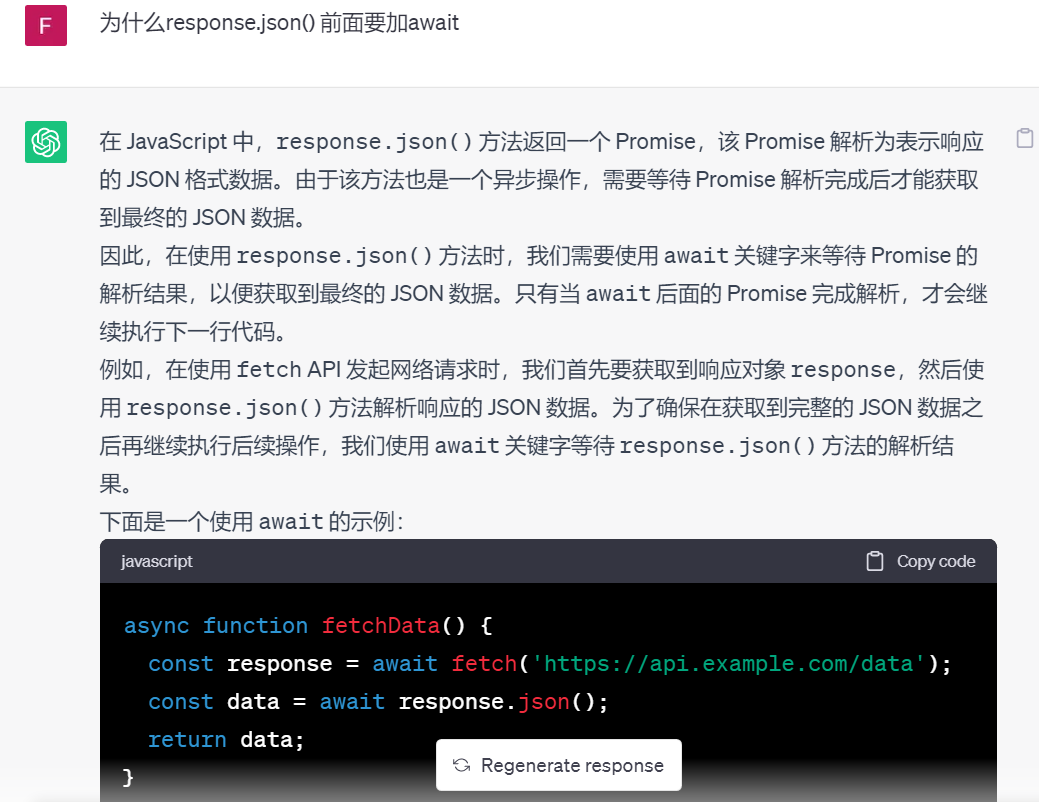 F
为什么response.json() 前面要加await
在 JavaScript 中，response.json() 方法返回一个 Promise，该 Promise 解析为表示响应
的 JSON 格式数据。由于该方法也是一个异步操作，需要等待 Promise 解析完成后才能获取
到最终的 JSON 数据。
因此，在使用 response.json() 方法时，我们需要使用 await 关键字来等待 Promise 的
解析结果，以便获取到最终的 JSON 数据。只有当 await 后面的 Promise 完成解析，才会继
续执行下一行代码。
例如，在使用 fetch API 发起网络请求时，我们首先要获取到响应对象 response，然后使
用 response.json() 方法解析响应的 JSON 数据。为了确保在获取到完整的 JSON 数据之
后再继续执行后续操作，我们使用 await 关键字等待 response.json() 方法的解析结
果。
下面是一个使用 await 的示例：
javascript Copy code
async function fetchData() {
  const response = await fetch('https://api.example.com/data');
  const data = await response.json();
  return data;
}
Regenerate response